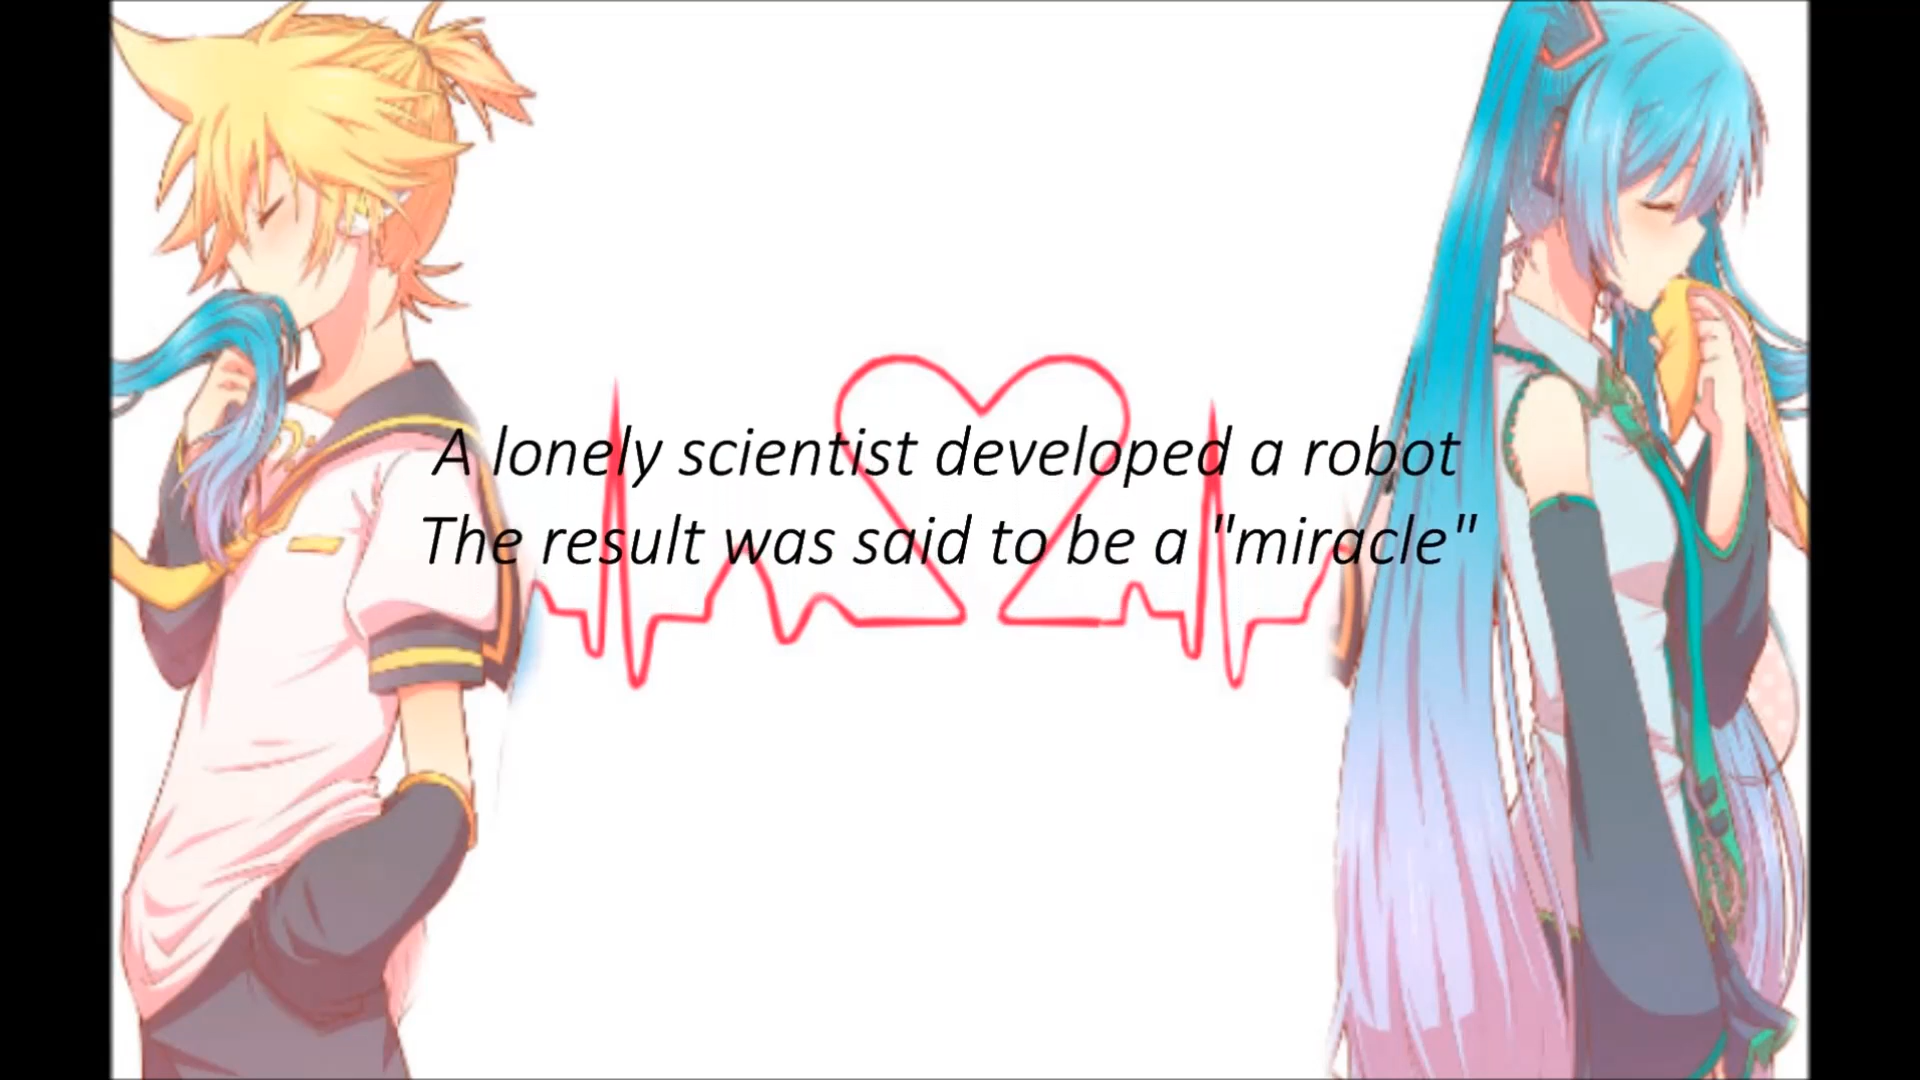 A lonely scientist developed a robot
The result was said to be a "miracle"